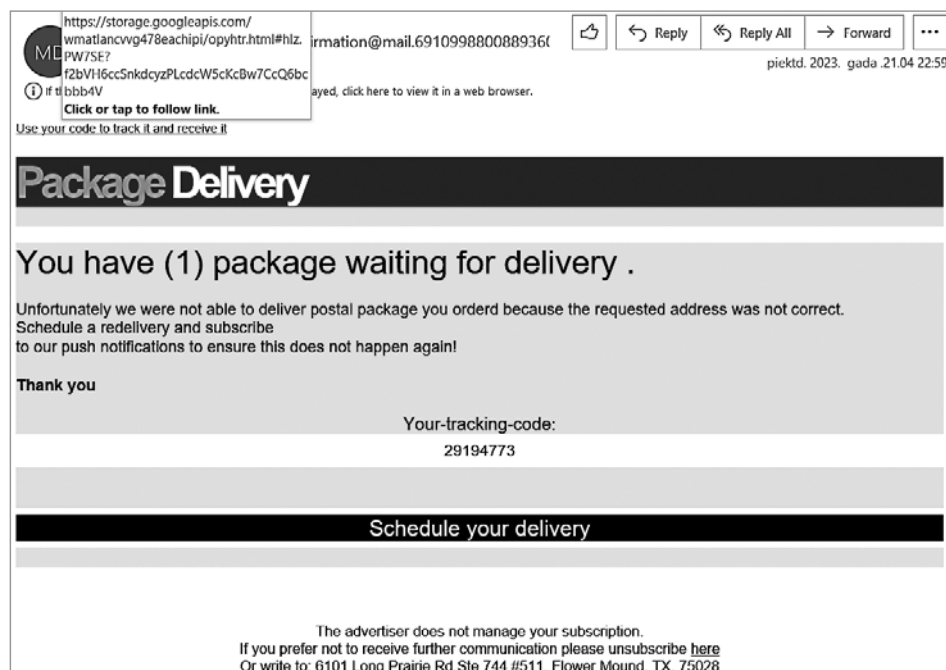 https://storage.googleapis.com/
wmatlancvvg478eachipi/opyhtr.html#hlz.
PW7SE?
f2bVH6ccSnkdcyzPLcdcW5cKcBw7CcQ6bc
bbb4V
Click or tap to follow link.
MD
irmation@mail.6910998800889360
Reply
Reply All
Forward
piektd. 2023. gada .21.04 22:59
If th
ayed, click here to view it in a web browser.
Use your code to track it and receive it
Package Delivery
You have (1) package waiting for delivery .
Unfortunately we were not able to deliver postal package you orderd because the requested address was not correct.
Schedule a redelivery and subscribe
to our push notifications to ensure this does not happen again!
Thank you
Your-tracking-code:
29194773
Schedule your delivery
The advertiser does not manage your subscription.
If you prefer not to receive further communication please unsubscribe here
Or write to: 6101 Long Prairie Rd Ste 744 #511, Flower Mound, TX, 75028